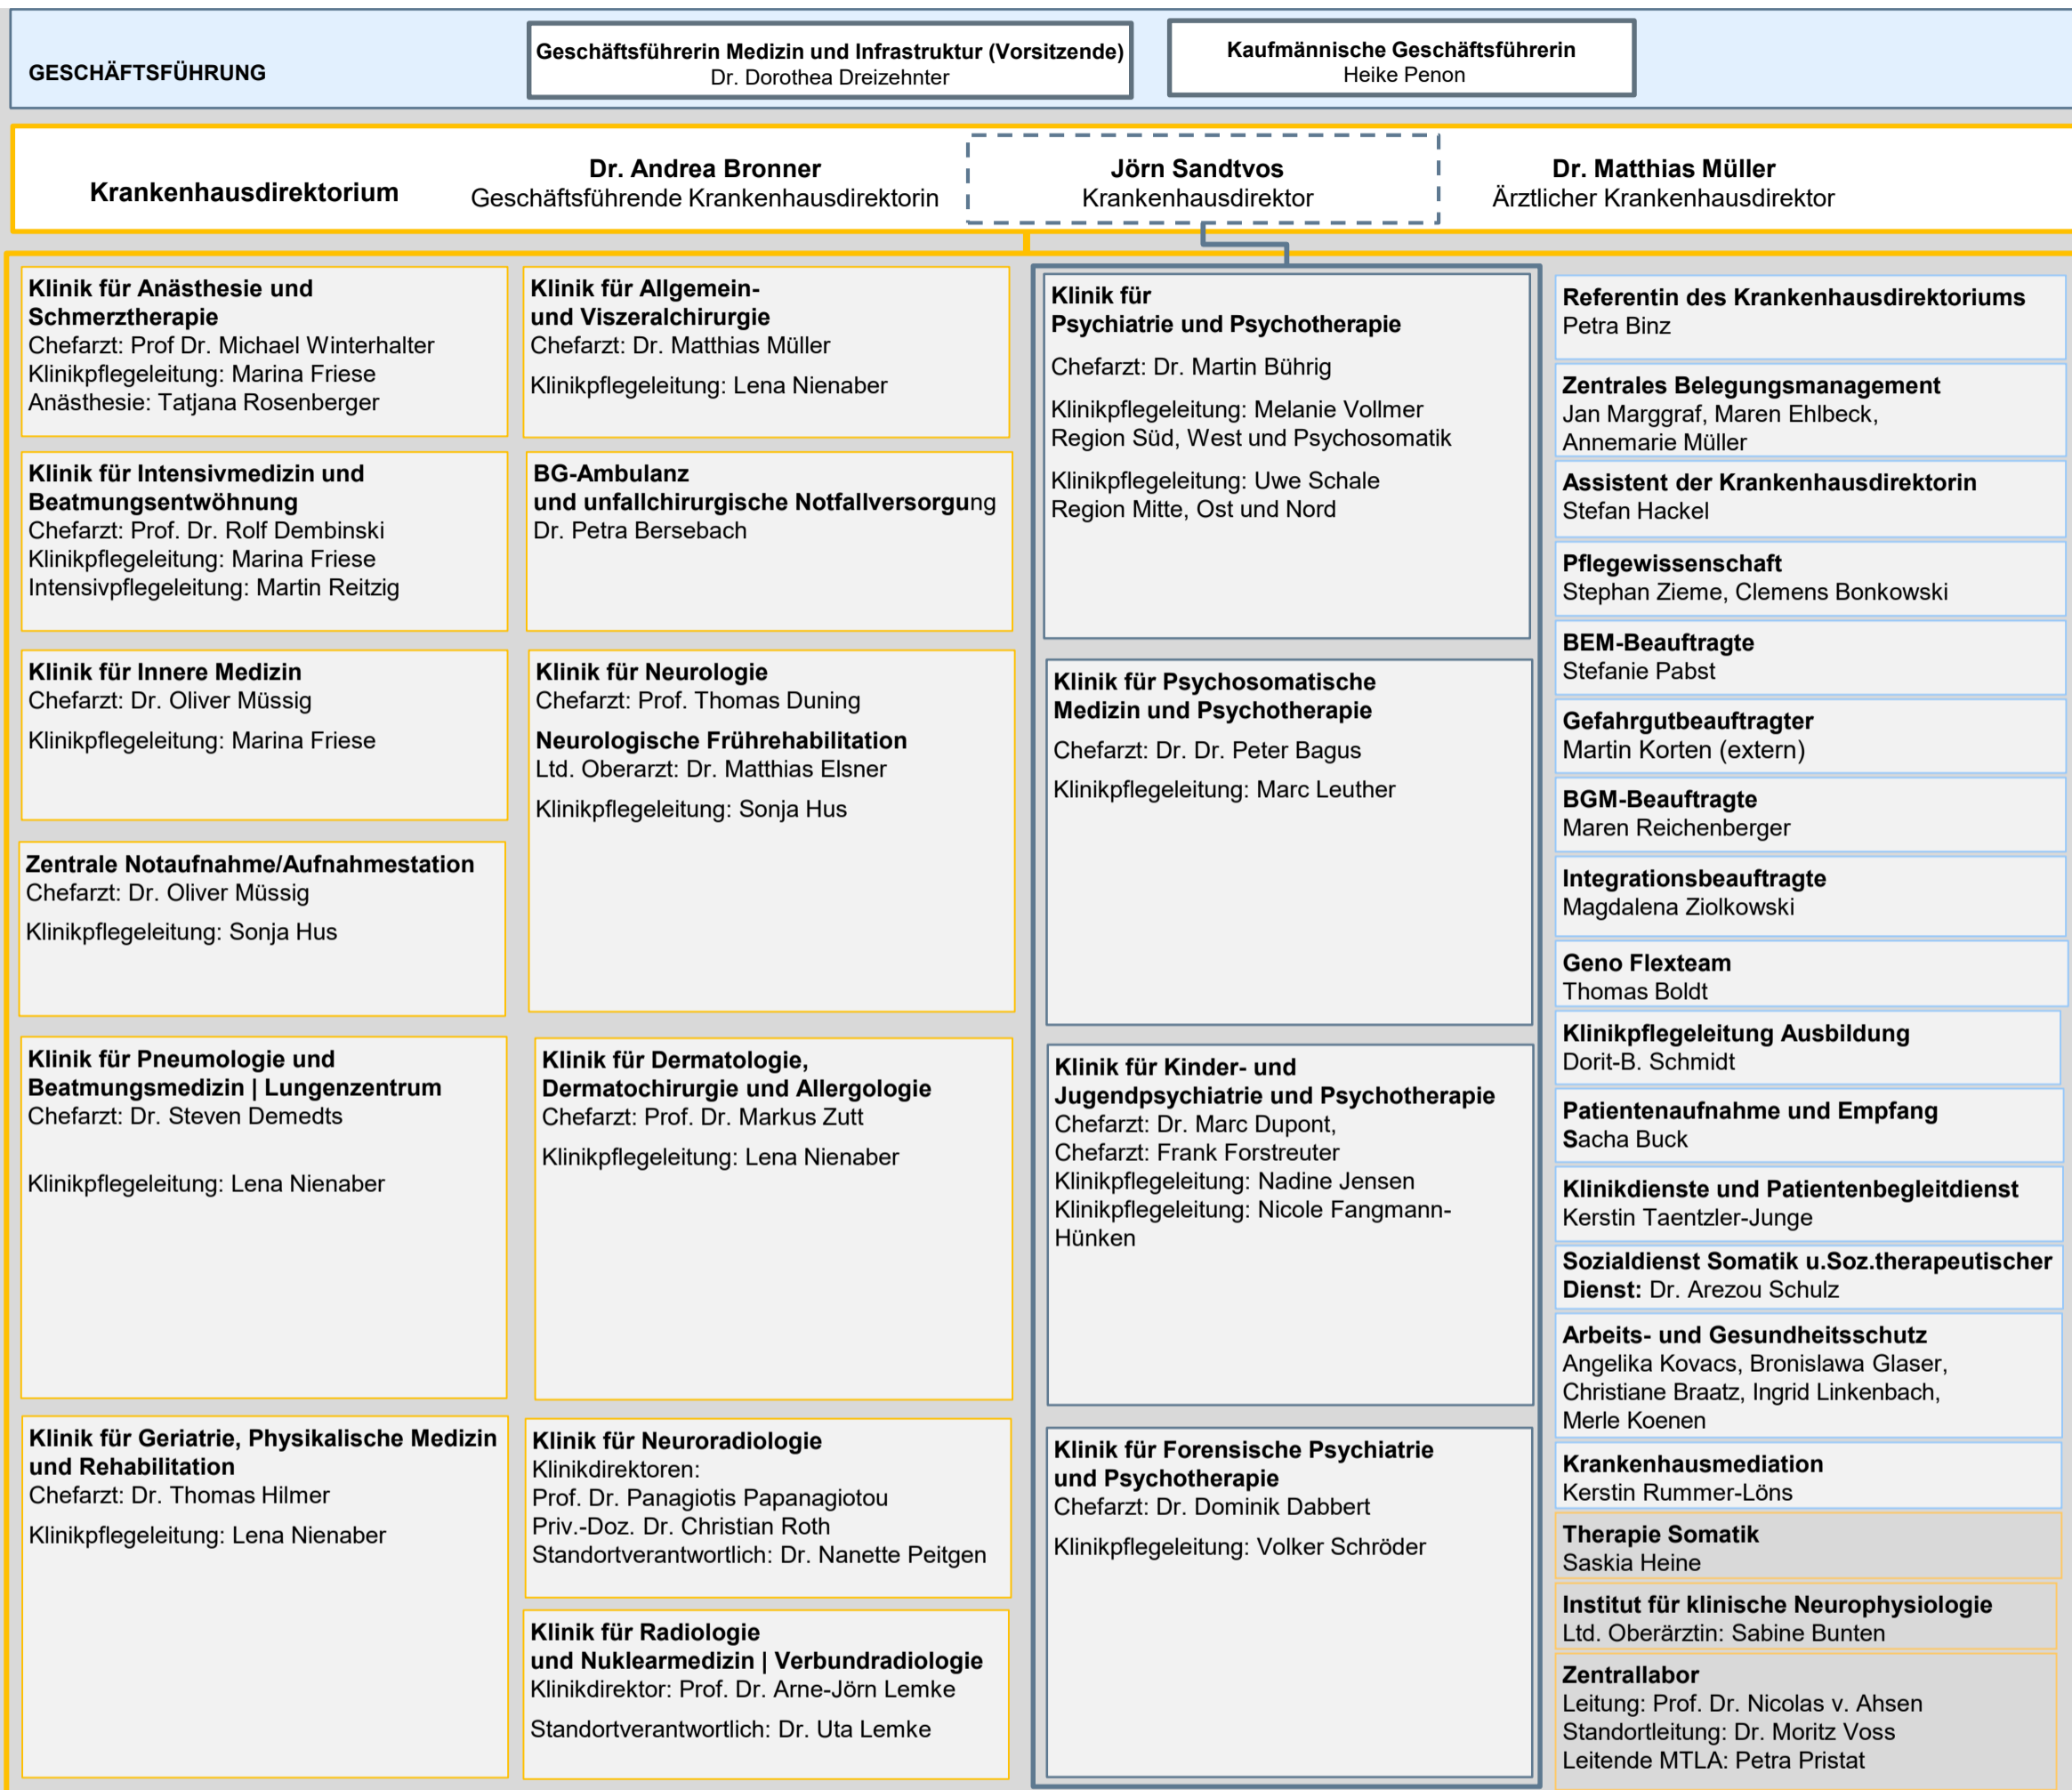 GESCHÄFTSFÜHRUNG
Geschäftsführerin Medizin und Infrastruktur (Vorsitzende)
Dr. Dorothea Dreizehnter
Kaufmännische Geschäftsführerin
Heike Penon
Krankenhausdirektorium
Dr. Andrea Bronner
Geschäftsführende Krankenhausdirektorin
Jörn Sandtvos
Krankenhausdirektor
Dr. Matthias Müller
Ärztlicher Krankenhausdirektor
Klinik für Anästhesie und
Schmerztherapie
Chefarzt: Prof Dr. Michael Winterhalter
Klinikpflegeleitung: Marina Friese
Anästhesie: Tatjana Rosenberger
Klinik für Intensivmedizin und
Beatmungsentwöhnung
Chefarzt: Prof. Dr. Rolf Dembinski
Klinikpflegeleitung: Marina Friese
Intensivpflegeleitung: Martin Reitzig
Klinik für Innere Medizin
Chefarzt: Dr. Oliver Müssig
Klinikpflegeleitung: Marina Friese
Zentrale Notaufnahme/Aufnahmestation
Chefarzt: Dr. Oliver Müssig
Klinikpflegeleitung: Sonja Hus
Klinik für Pneumologie und
Beatmungsmedizin | Lungenzentrum
Chefarzt: Dr. Steven Demedts
Klinikpflegeleitung: Lena Nienaber
Klinik für Geriatrie, Physikalische Medizin
und Rehabilitation
Chefarzt: Dr. Thomas Hilmer
Klinikpflegeleitung: Lena Nienaber
Klinik für Allgemein-
und Viszeralchirurgie
Chefarzt: Dr. Matthias Müller
Klinikpflegeleitung: Lena Nienaber
BG-Ambulanz
und unfallchirurgische Notfallversorgung
Dr. Petra Bersebach
Klinik für Neurologie
Chefarzt: Prof. Thomas Duning
Neurologische Frührehabilitation
Ltd. Oberarzt: Dr. Matthias Elsner
Klinikpflegeleitung: Sonja Hus
Klinik für Dermatologie,
Dermatochirurgie und Allergologie
Chefarzt: Prof. Dr. Markus Zutt
Klinikpflegeleitung: Lena Nienaber
Klinik für Neuroradiologie
Klinikdirektoren:
Prof. Dr. Panagiotis Papanagiotou
Priv.-Doz. Dr. Christian Roth
Standortverantwortlich: Dr. Nanette Peitgen
Klinik für Radiologie
und Nuklearmedizin | Verbundradiologie
Klinikdirektor: Prof. Dr. Arne-Jörn Lemke
Standortverantwortlich: Dr. Uta Lemke
Klinik für
Psychiatrie und Psychotherapie
Chefarzt: Dr. Martin Bührig
Klinikpflegeleitung: Melanie Vollmer
Region Süd, West und Psychosomatik
Klinikpflegeleitung: Uwe Schale
Region Mitte, Ost und Nord
Klinik für Psychosomatische
Medizin und Psychotherapie
Chefarzt: Dr. Dr. Peter Bagus
Klinikpflegeleitung: Marc Leuther
Klinik für Kinder- und
Jugendpsychiatrie und Psychotherapie
Chefarzt: Dr. Marc Dupont,
Chefarzt: Frank Forstreuter
Klinikpflegeleitung: Nadine Jensen
Klinikpflegeleitung: Nicole Fangmann-
Hünken
Klinik für Forensische Psychiatrie
und Psychotherapie
Chefarzt: Dr. Dominik Dabbert
Klinikpflegeleitung: Volker Schröder
Referentin des Krankenhausdirektoriums
Petra Binz
Zentrales Belegungsmanagement
Jan Marggraf, Maren Ehlbeck,
Annemarie Müller
Assistent der Krankenhausdirektorin
Stefan Hackel
Pflegewissenschaft
Stephan Zieme, Clemens Bonkowski
BEM-Beauftragte
Stefanie Pabst
Gefahrgutbeauftragter
Martin Korten (extern)
BGM-Beauftragte
Maren Reichenberger
Integrationsbeauftragte
Magdalena Ziolkowski
Geno Flexteam
Thomas Boldt
Klinikpflegeleitung Ausbildung
Dorit-B. Schmidt
Patientenaufnahme und Empfang
Sacha Buck
Klinikdienste und Patientenbegleitdienst
Kerstin Taentzler-Junge
Sozialdienst Somatik u.Soz.therapeutischer
Dienst: Dr. Arezou Schulz
Arbeits- und Gesundheitsschutz
Angelika Kovacs, Bronislawa Glaser,
Christiane Braatz, Ingrid Linkenbach,
Merle Koenen
Krankenhausmediation
Kerstin Rummer-Löns
Therapie Somatik
Saskia Heine
Institut für klinische Neurophysiologie
Ltd. Oberärztin: Sabine Bunten
Zentrallabor
Leitung: Prof. Dr. Nicolas v. Ahsen
Standortleitung: Dr. Moritz Voss
Leitende MTLA: Petra Pristat